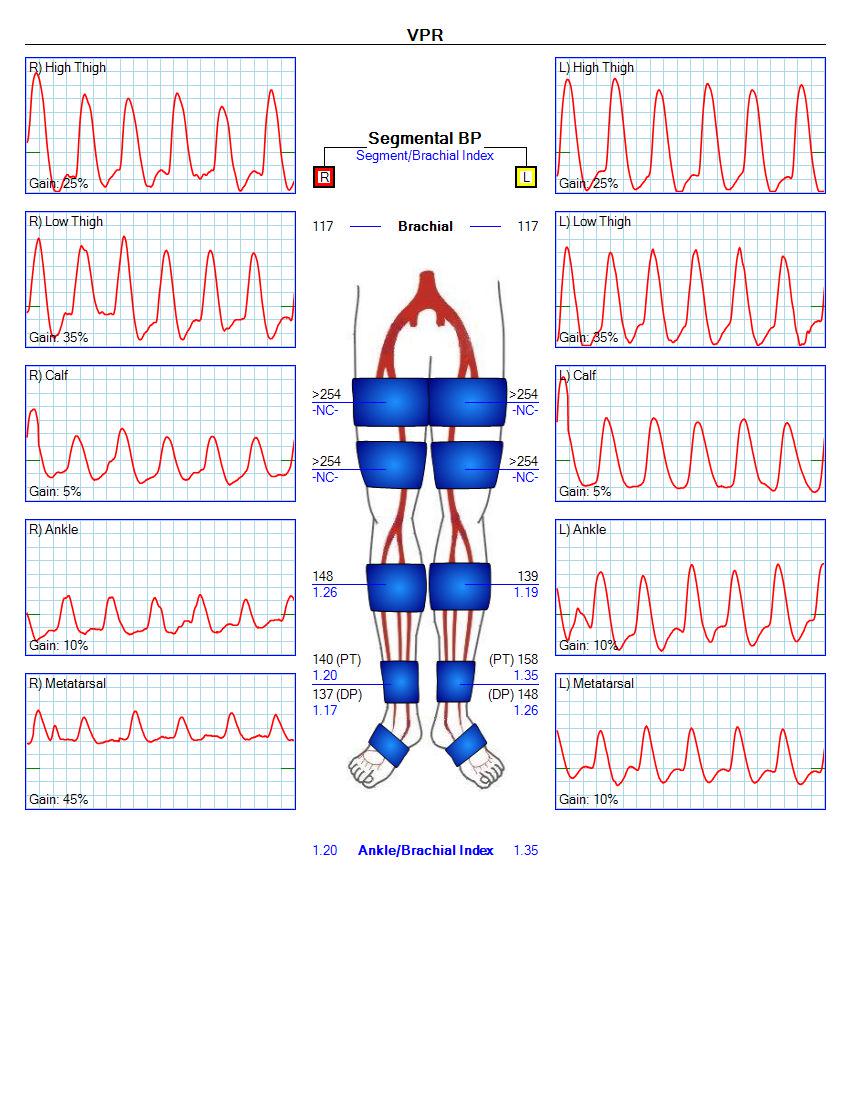 VPR
R) High Thigh
Gain: 25%
R) Low Thigh
Gain: 35%
R) Calf
Gain: 5%
R) Ankle
Gain: 10%
R) Metatarsal
Gain: 45%
Segmental BP
Segment/Brachial Index
R L
117 Brachial 117
>254 >254
-NC- -NC-
>254 >254
-NC- -NC-
148 139
1.26 1.19
140 (PT) (PT) 158
1.20 1.35
137 (DP) (DP) 148
1.17 1.26
1.20 Ankle/Brachial Index 1.35
L) High Thigh
Gain: 25%
L) Low Thigh
Gain: 35%
L) Calf
Gain: 5%
L) Ankle
Gain: 10%
L) Metatarsal
Gain: 10%